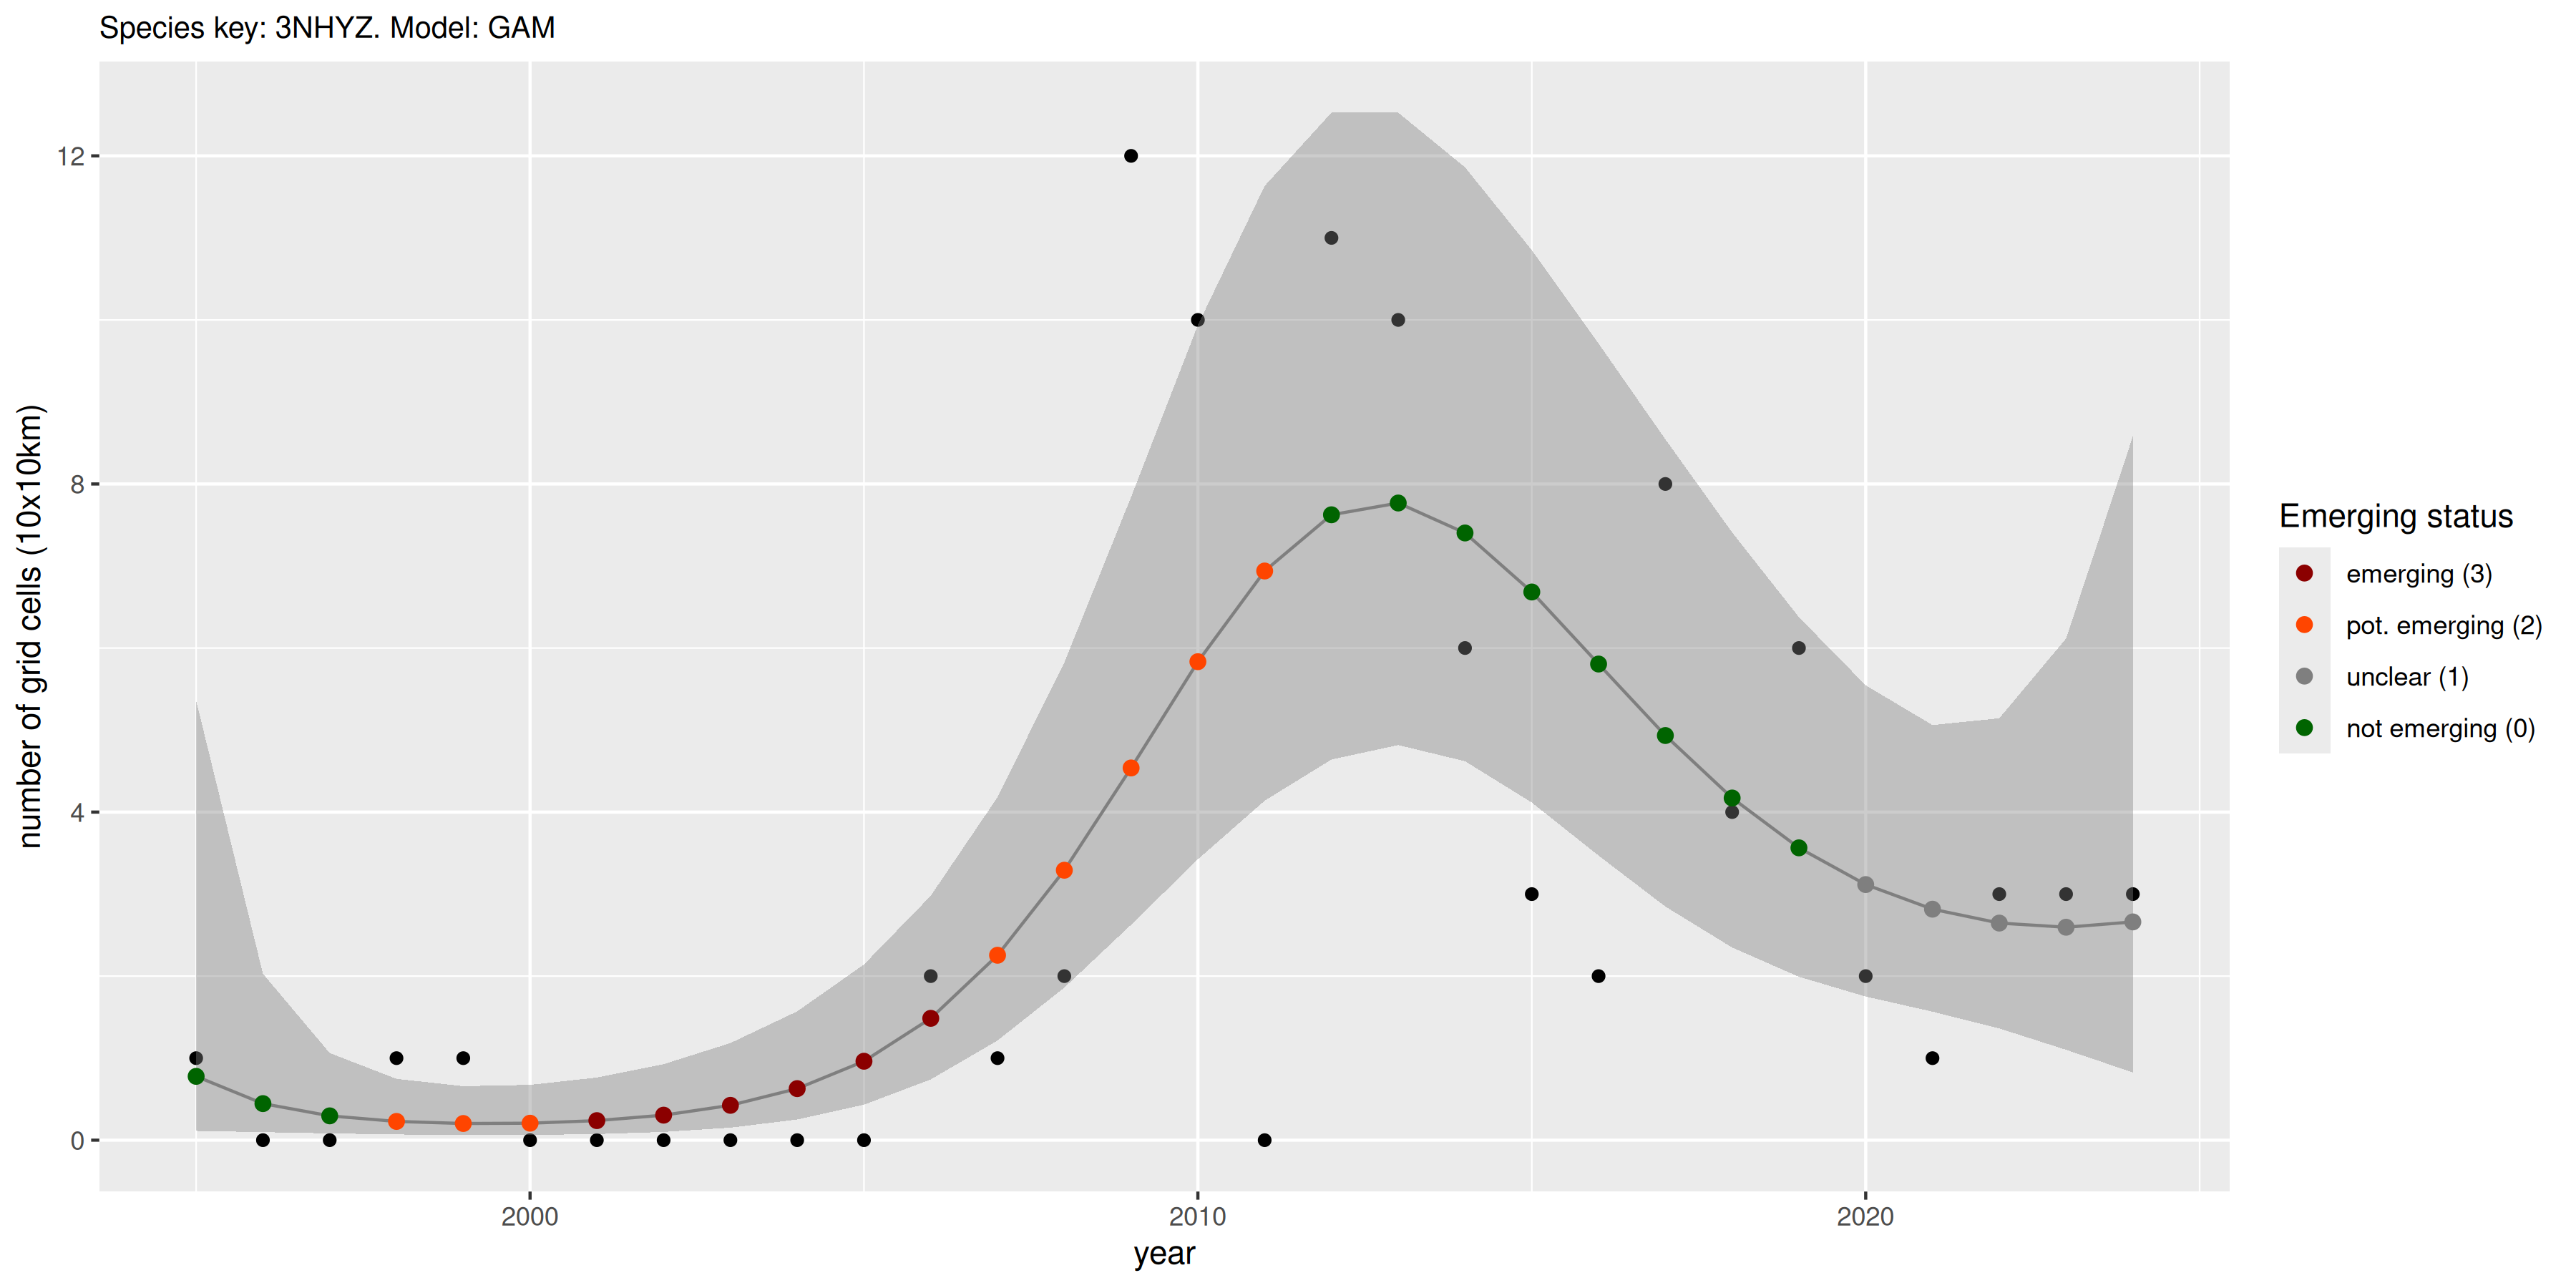 Species key: 3NHYZ. Model: GAM
12
8
4
0
number of grid cells (10x10km)
2000
2010
2020
year
Emerging status
emerging (3)
pot. emerging (2)
unclear (1)
not emerging (0)